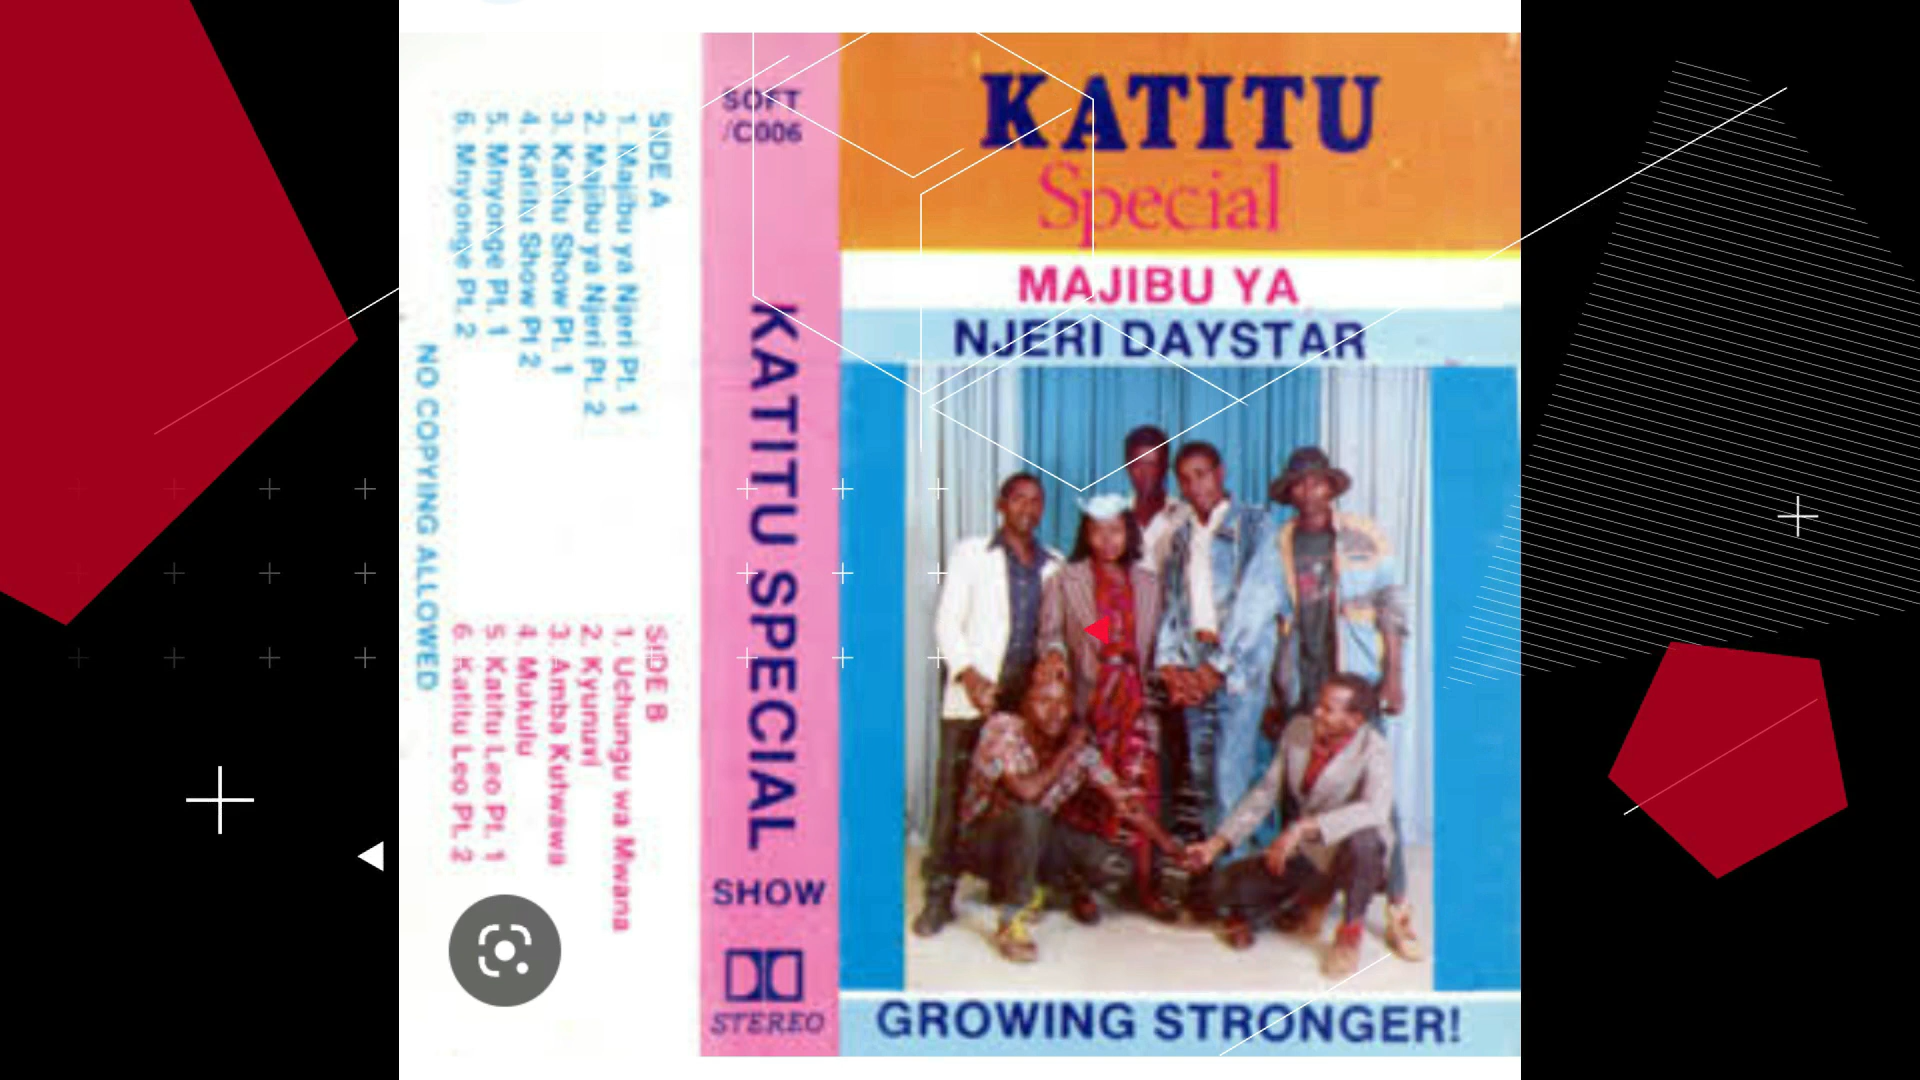 SIDE A
1. Majibu ya Njeri Pt. 1
2. Majibu ya Njeri Pt. 2
3. Katitu Show Pt. 1
4. Katitu Show Pt 2
5. Mnyonge Pt. 1
6. Mnyonge Pt. 2
SIDE B
1. Uchungu wa Mwana
2. Kyunuvi
3. Amba Kutwawa
4 Mukulu
5 Katitu Leo Pt. 1
6 Katitu Leo Pt. 2
NO COPYING ALLOWED
SOFT
/C006
KATITU SPECIAL
SHOW
STEREO
KATITU
Special
MAJIBU YA
NJERI DAYSTAR
GROWING STRONGER!